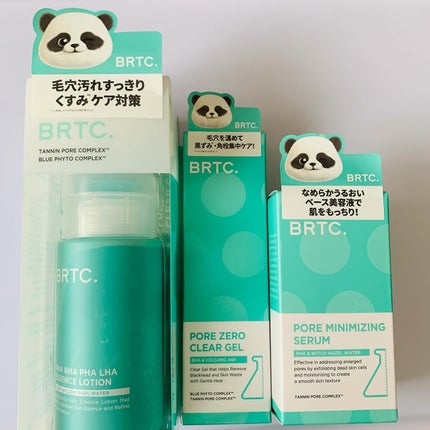 BRTC.
毛穴汚れすっきり
くすみケア対策
BRTC.
TANNIN PORE COMPLEX™
BLUE PHYTO COMPLEX™
BRTC.
BHA PHA LHA
ESSENCE LOTION
BRTC.
毛穴を温めて
黒ずみ・角栓集中ケア!
BRTC.
PORE ZERO
CLEAR GEL
BHA & VOLCANIC ASH
Clear Gel that Helps Remove
Blackhead and Skin Waste
with Gentle Heat
BLUE PHYTO COMPLEX™
TANNIN PORE COMPLEX™
BRTC.
なめらかうるおい
ベース美容液で
肌をもっちり!
BRTC.
PORE MINIMIZING
SERUM
PHA & WITCH HAZEL WATER
Effective in addressing enlarged
pores by exfoliating dead skin cells
and moisturizing to create
a smooth skin texture
TANNIN PORE COMPLEX™